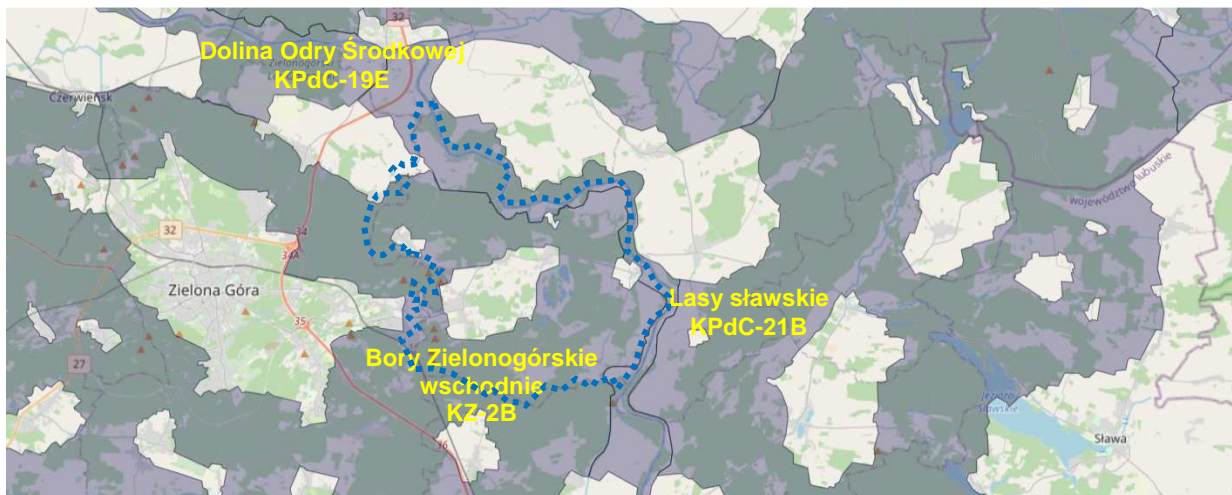 32
Dolina Odry Środkowej
KPdC-19E
Czerwieńsk
województwo lubuskie
32
34
34A
Zielona Góra
35
Lasy sławskie
KPdC-21B
27
Bory Zielonogórskie
wschodnie
KZ-2B
Jezioro
Sławskie
Sława
36